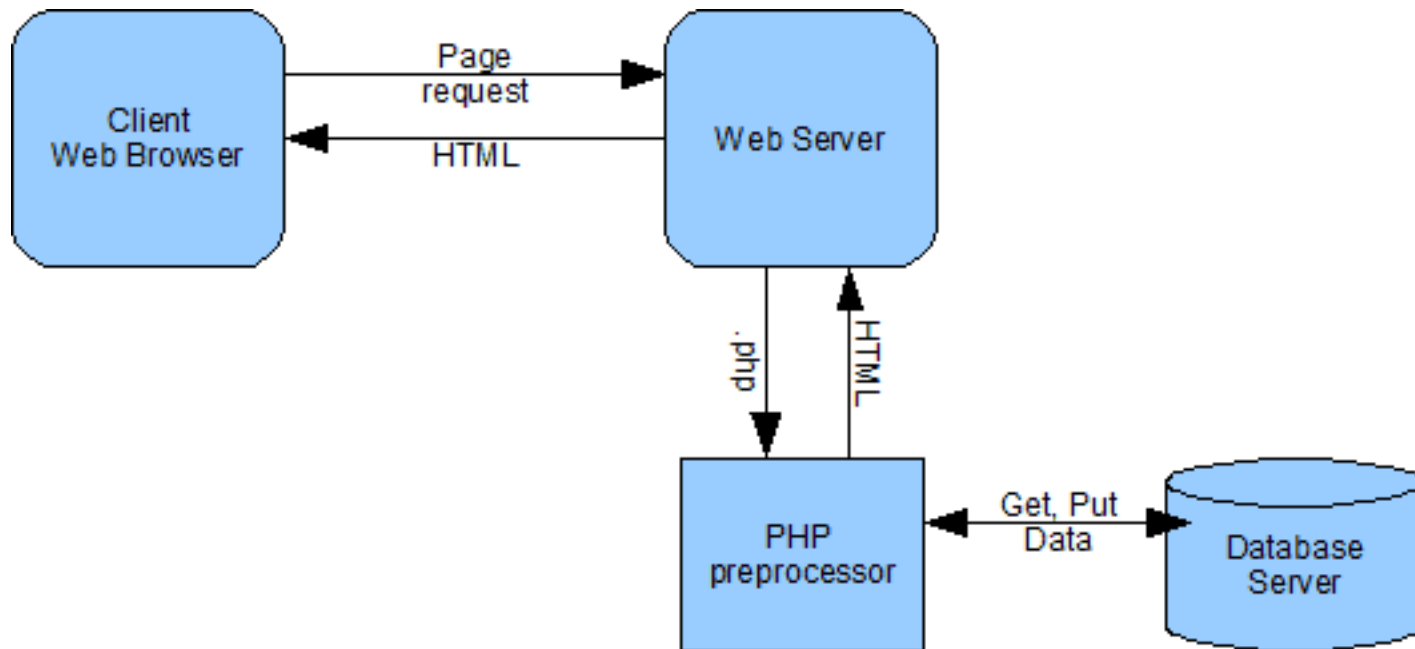 Client
Web Browser
Page
request
HTML
Web Server
.php
HTML
PHP
preprocessor
Get, Put
Data
Database
Server